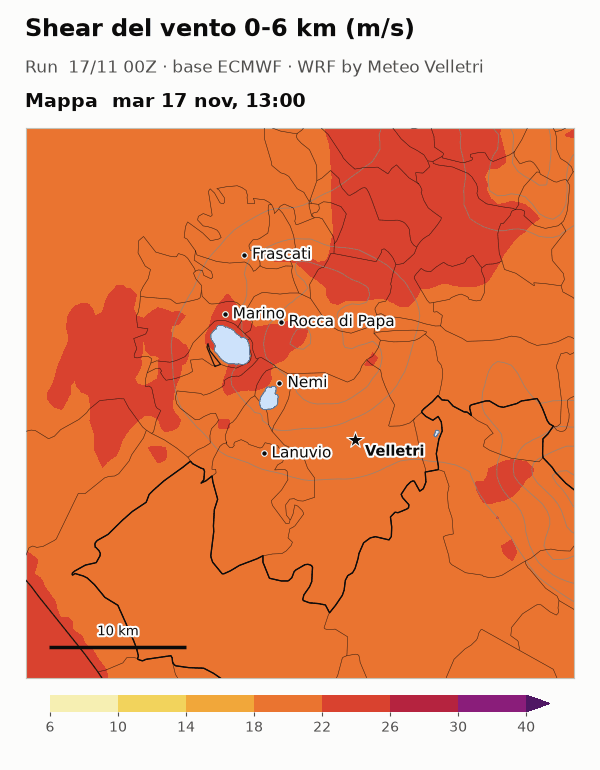 Shear del vento 0-6 km (m/s)
Run  17/11 00Z · base ECMWF · WRF by Meteo Velletri
Mappa  mar 17 nov, 13:00
Frascati
Marino
Rocca di Papa
Nemi
Velletri
Lanuvio
10 km
6 10 14 18 22 26 30 40